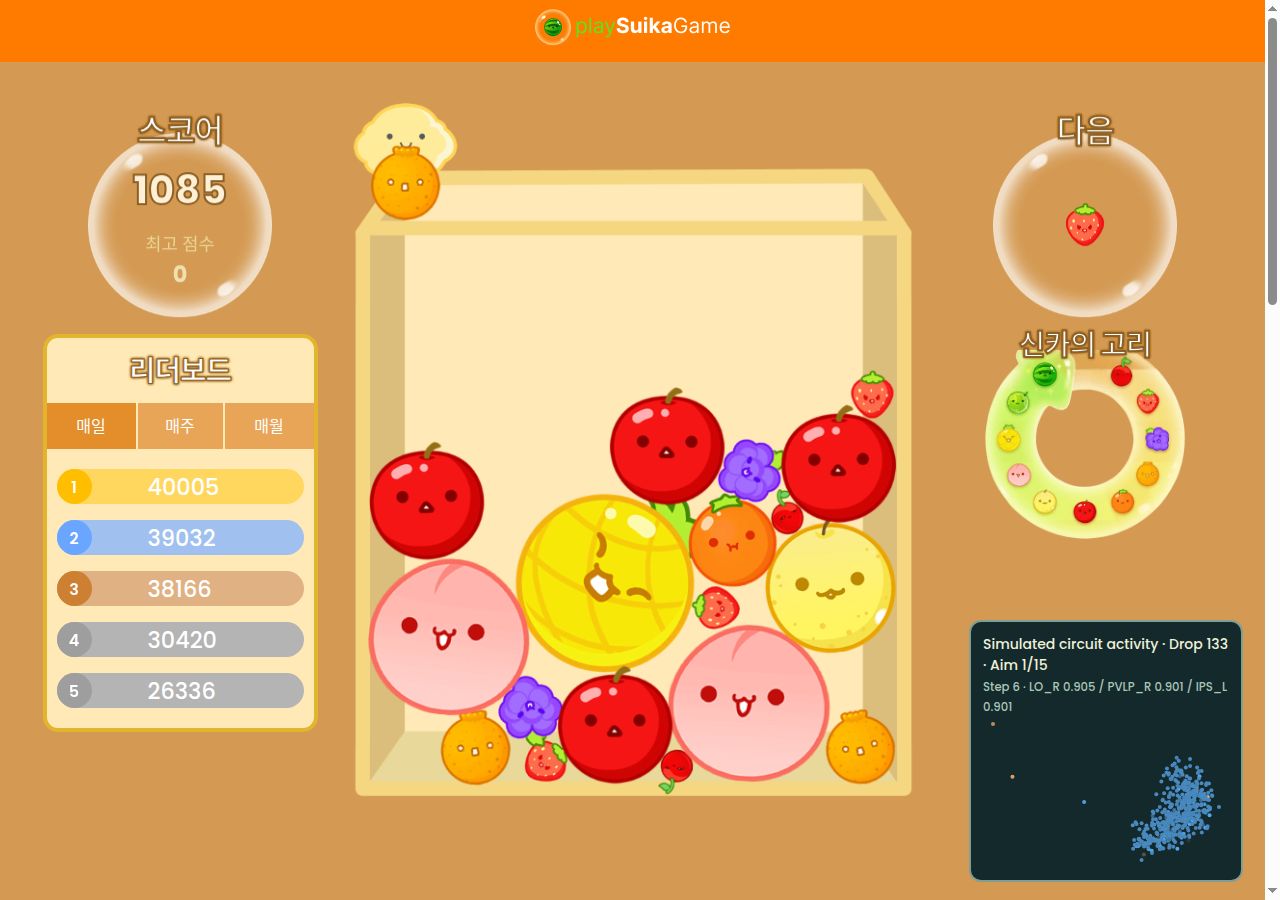 playSuikaGame
스코어
1085
최고 점수
0
다음
신카의 고리
리더보드
매일 매주 매월
1 40005
2 39032
3 38166
4 30420
5 26336
Simulated circuit activity · Drop 133
· Aim 1/15
Step 6 · LO_R 0.905 / PVLP_R 0.901 / IPS_L
0.901